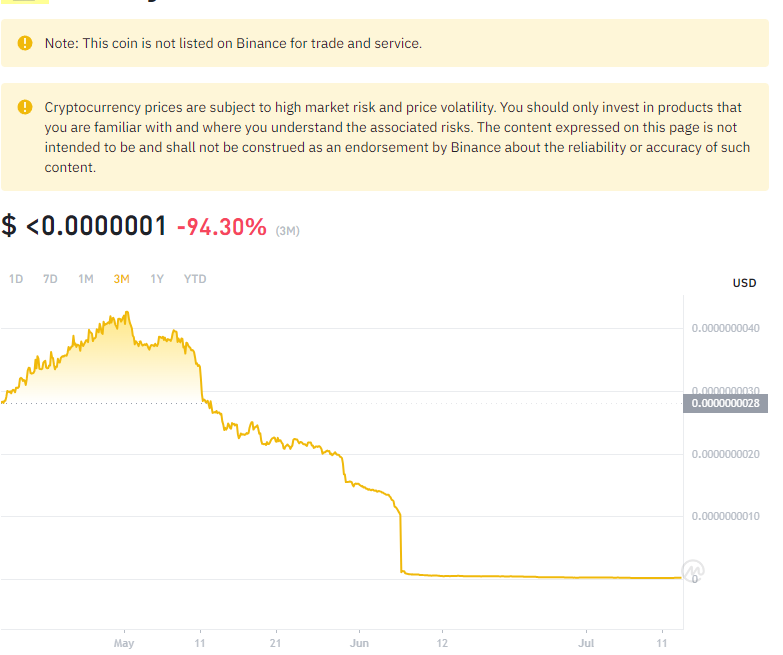 Note: This coin is not listed on Binance for trade and service.
Cryptocurrency prices are subject to high market risk and price volatility. You should only invest in products that
you are familiar with and where you understand the associated risks. The content expressed on this page is not
intended to be and shall not be construed as an endorsement by Binance about the reliability or accuracy of such
content.
$ <0.0000001 -94.30% (3M)
1D 7D 1M 3M 1Y YTD
USD
0.0000000040
0.0000000030
0.0000000028
0.0000000020
0.0000000010
0
May 11 21 Jun 12 Jul 11